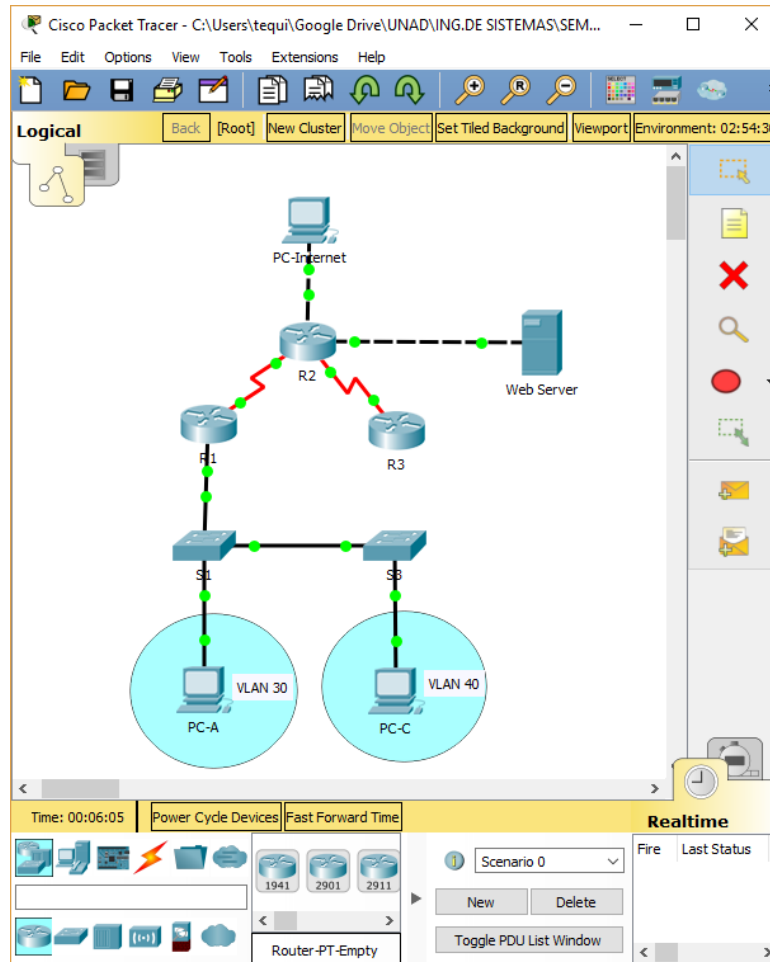 Cisco Packet Tracer - C:\Users\tequi\Google Drive\UNAD\ING.DE SISTEMAS\SEM...
File Edit Options View Tools Extensions Help
Logical Back [Root] New Cluster Move Object Set Tiled Background Viewport Environment: 02:54:30
PC-Internet
R2
Web Server
R1
R3
S1
S3
VLAN 30
VLAN 40
PC-A
PC-C
Time: 00:06:05 Power Cycle Devices Fast Forward Time
Realtime
1941 2901 2911
Router-PT-Empty
Scenario 0
New Delete
Toggle PDU List Window
Fire Last Status